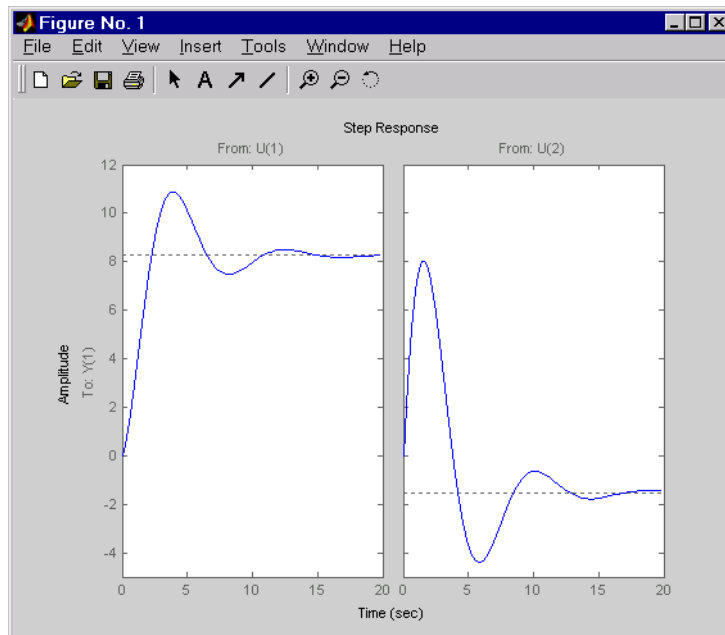 Figure No. 1
File Edit View Insert Tools Window Help
A
Step Response
From: U(1) From: U(2)
12
10
8
6
4
2
0
-2
-4
Amplitude
To: Y(1)
0 5 10 15 20 0 5 10 15 20
Time (sec)